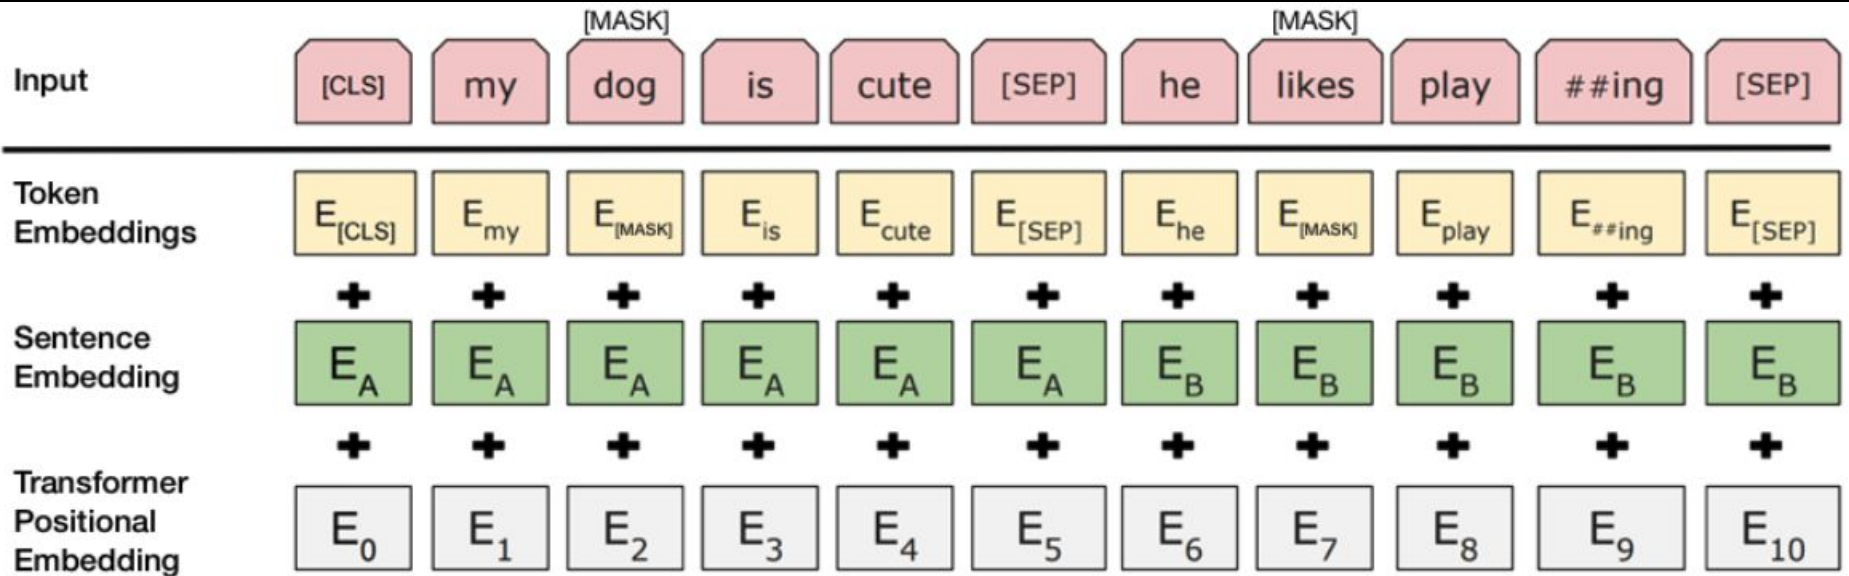 [MASK] [MASK]
Input [CLS] my dog is cute [SEP] he likes play ##ing [SEP]
Token
Embeddings E[CLS] Emy E[MASK] Eis Ecute E[SEP] Ehe E[MASK] Eplay E##ing E[SEP]
Sentence
Embedding EA EA EA EA EA EA EB EB EB EB EB
Transformer
Positional
Embedding E0 E1 E2 E3 E4 E5 E6 E7 E8 E9 E10